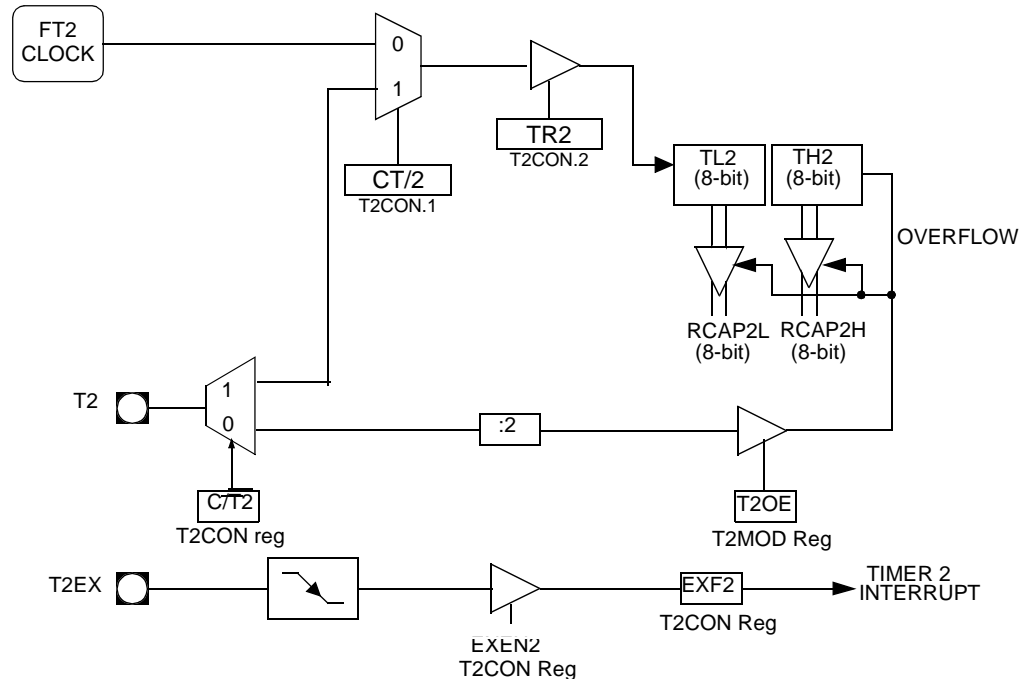 FT2
CLOCK
0
1
TR2
T2CON.2
CT/2
T2CON.1
TL2
(8-bit)
TH2
(8-bit)
OVERFLOW
RCAP2L
(8-bit)
RCAP2H
(8-bit)
T2
1
0
:2
C/T2
T2CON reg
T2OE
T2MOD Reg
T2EX
EXF2
T2CON Reg
TIMER 2
INTERRUPT
EXEN2
T2CON Reg